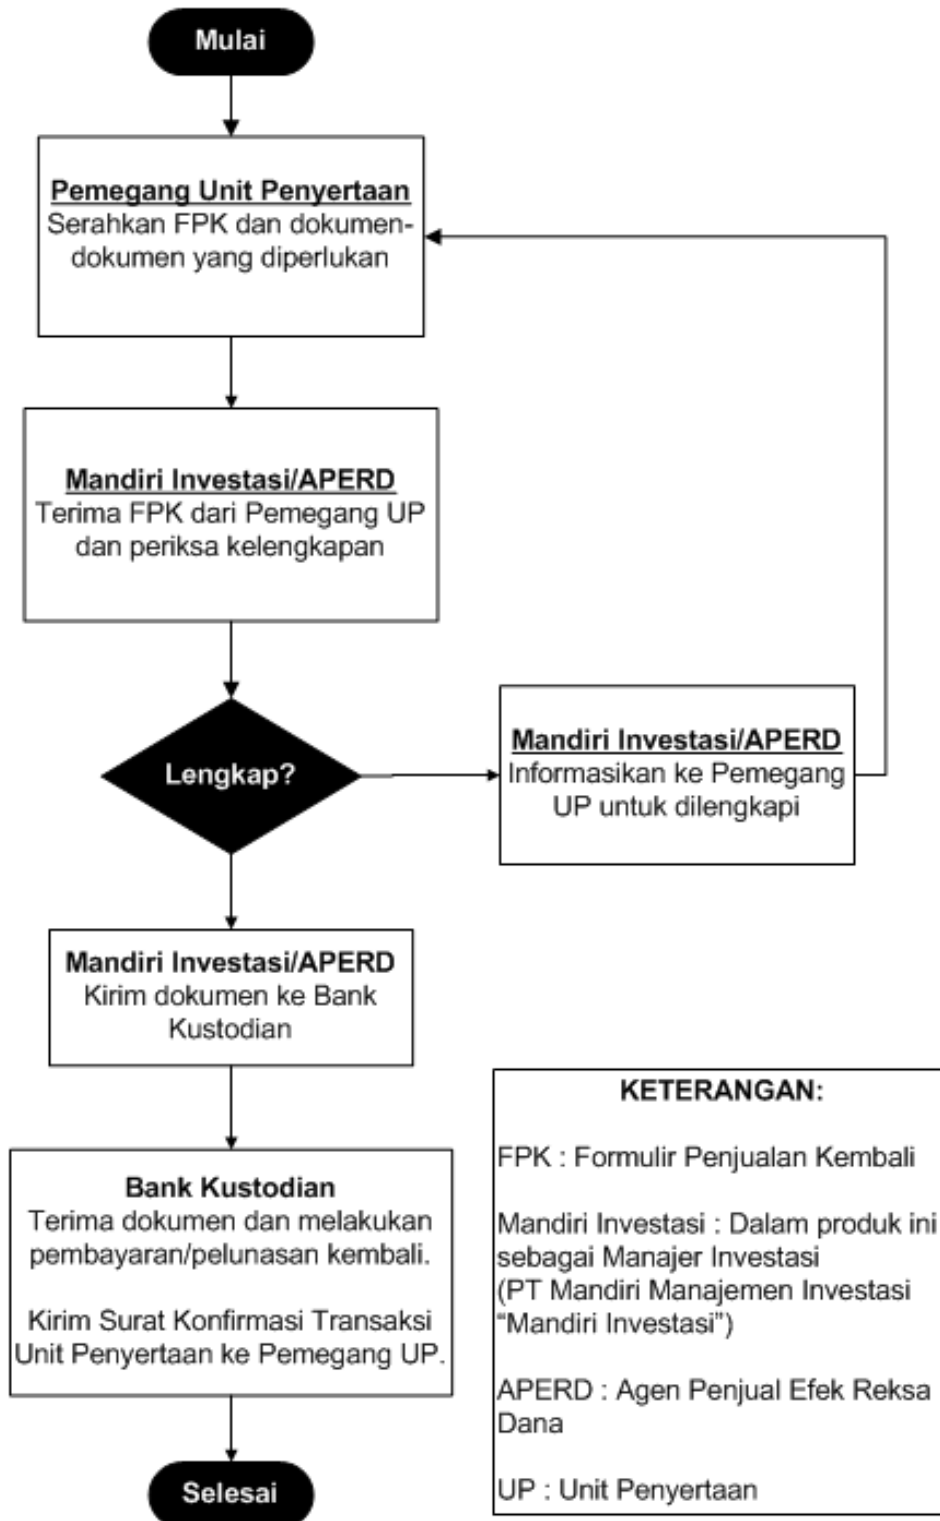 Mulai
Pemegang Unit Penyertaan
Serahkan FPK dan dokumen-
dokumen yang diperlukan
Mandiri Investasi/APERD
Terima FPK dari Pemegang UP
dan periksa kelengkapan
Lengkap?
Mandiri Investasi/APERD
Informasikan ke Pemegang
UP untuk dilengkapi
Mandiri Investasi/APERD
Kirim dokumen ke Bank
Kustodian
Bank Kustodian
Terima dokumen dan melakukan
pembayaran/pelunasan kembali.
Kirim Surat Konfirmasi Transaksi
Unit Penyertaan ke Pemegang UP.
Selesai
KETERANGAN:
FPK : Formulir Penjualan Kembali
Mandiri Investasi : Dalam produk ini
sebagai Manajer Investasi
(PT Mandiri Manajemen Investasi
“Mandiri Investasi”)
APERD : Agen Penjual Efek Reksa
Dana
UP : Unit Penyertaan